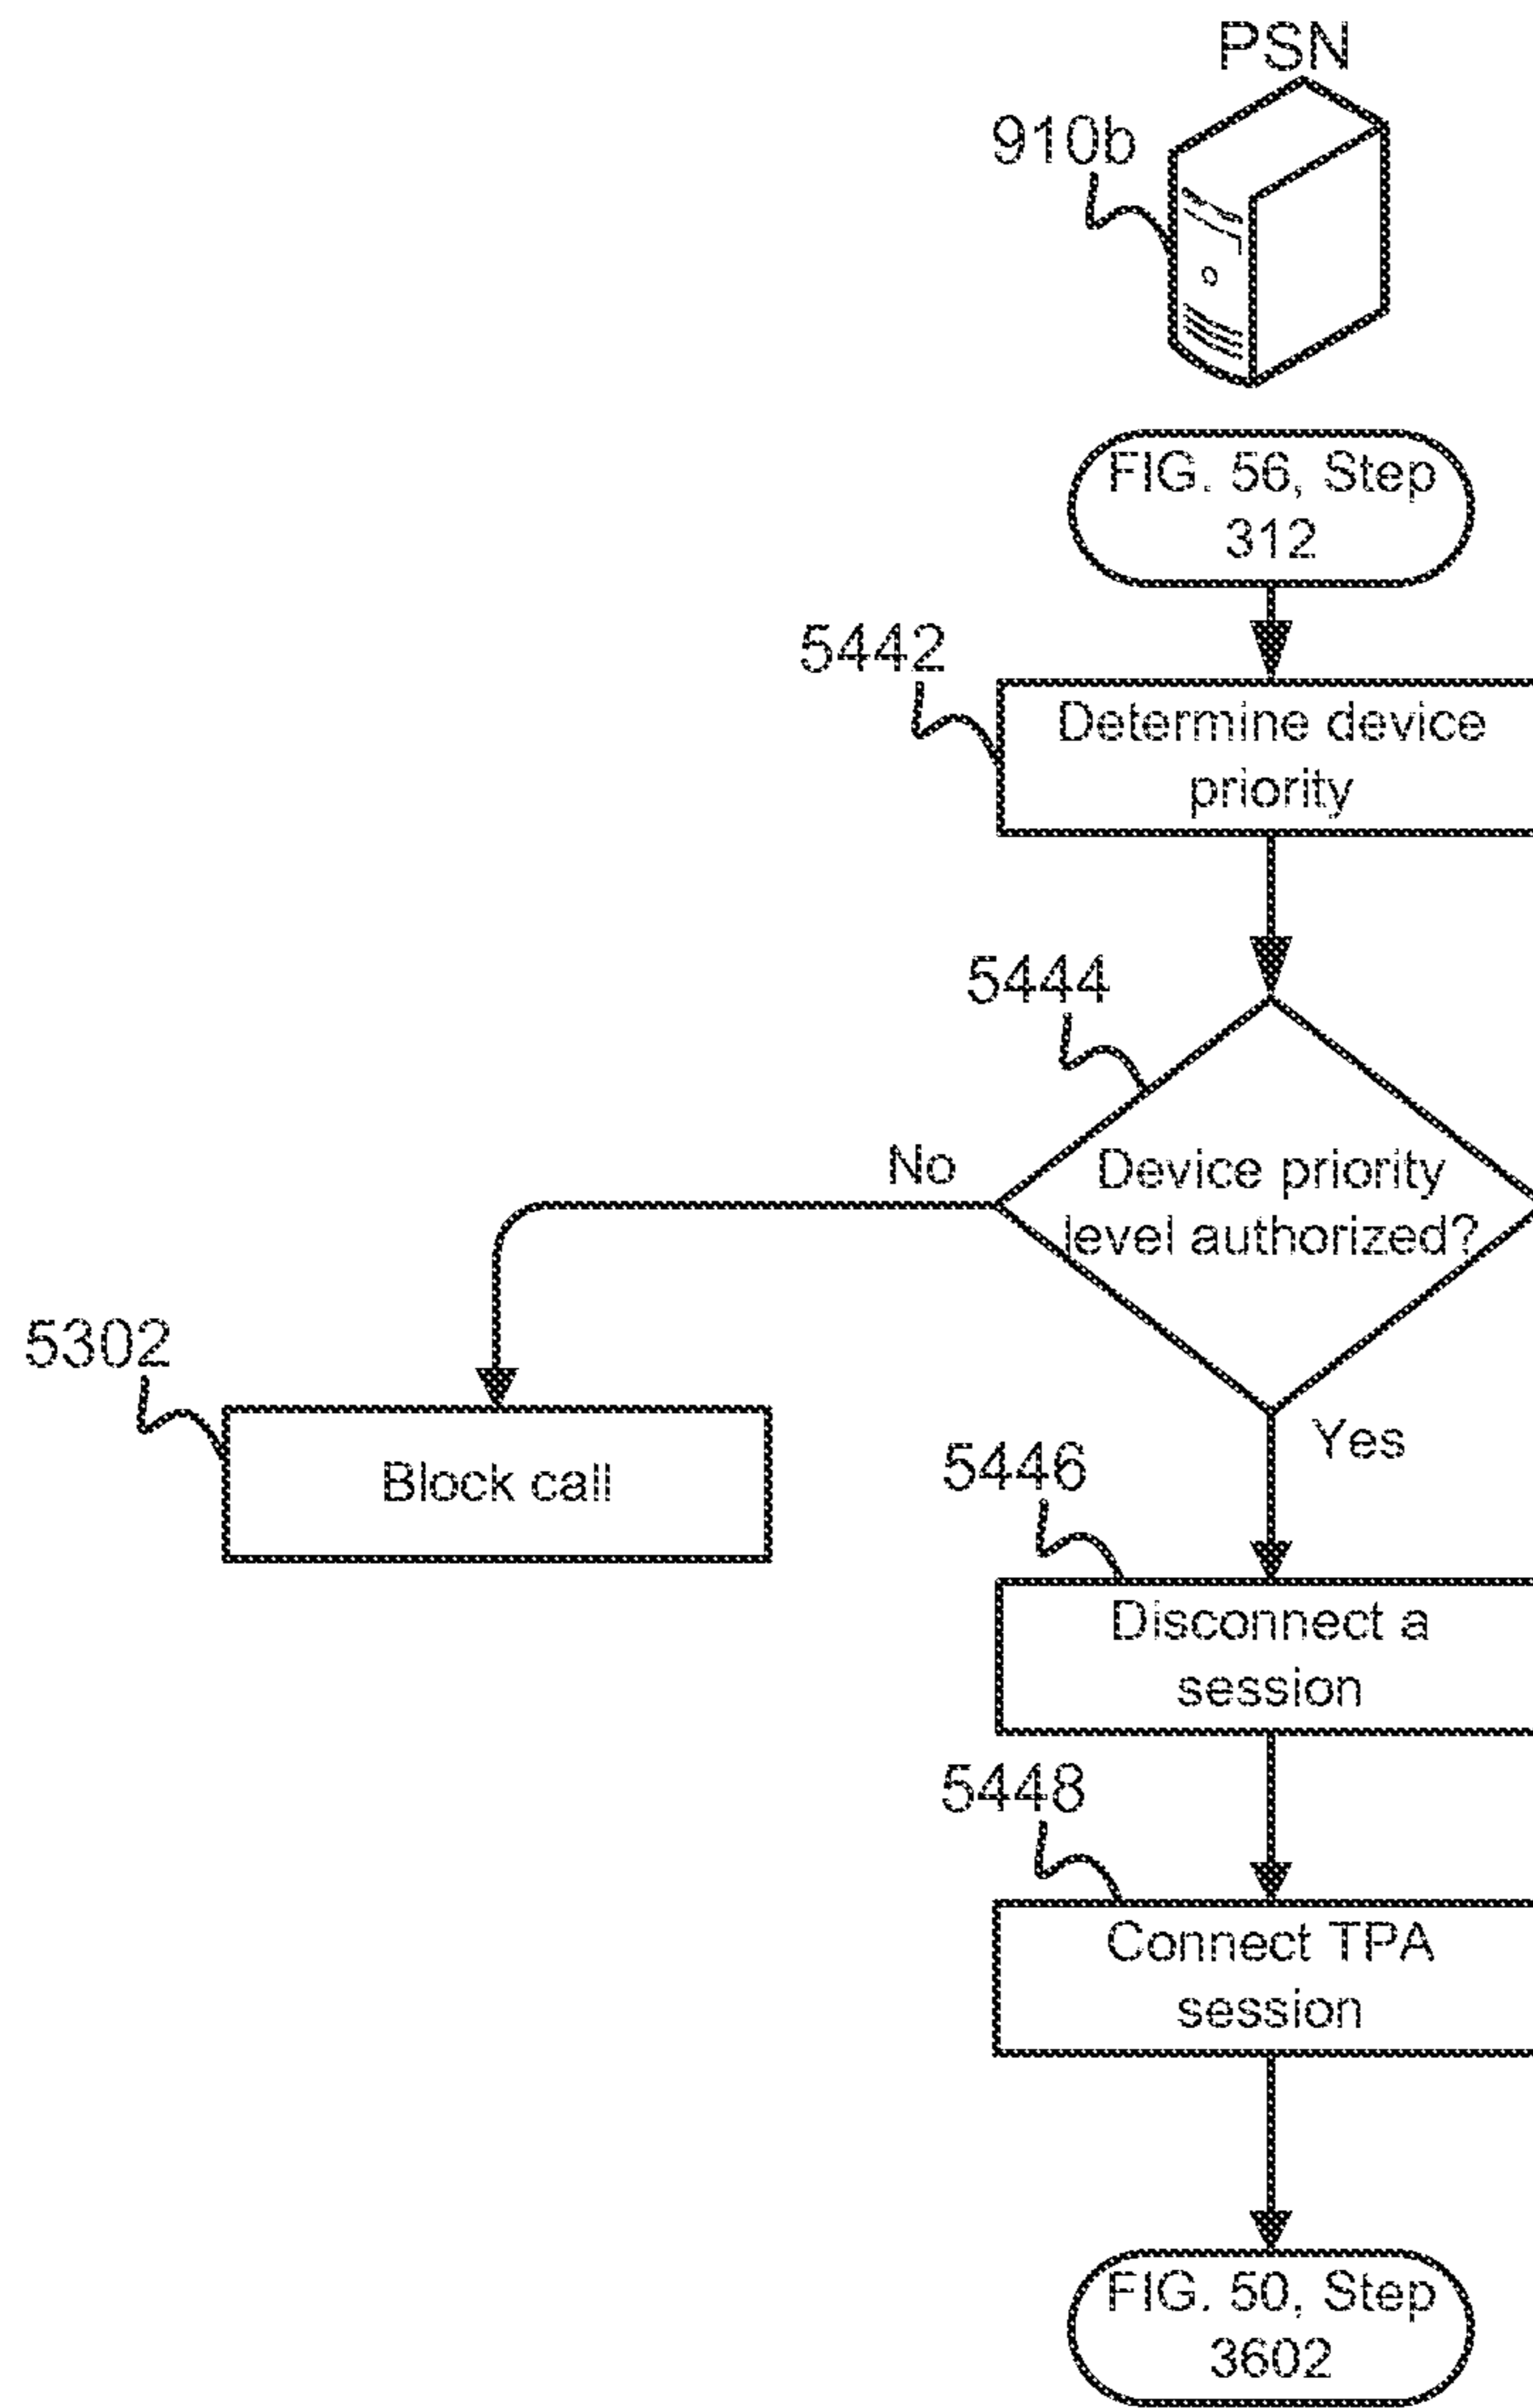 PSN
910b
FIG. 56, Step
312
5442
Determine device
priority
5444
Device priority
level authorized?
No
Yes
5302
Block call
5446
Disconnect a
session
5448
Connect TPA
session
FIG. 50, Step
3602